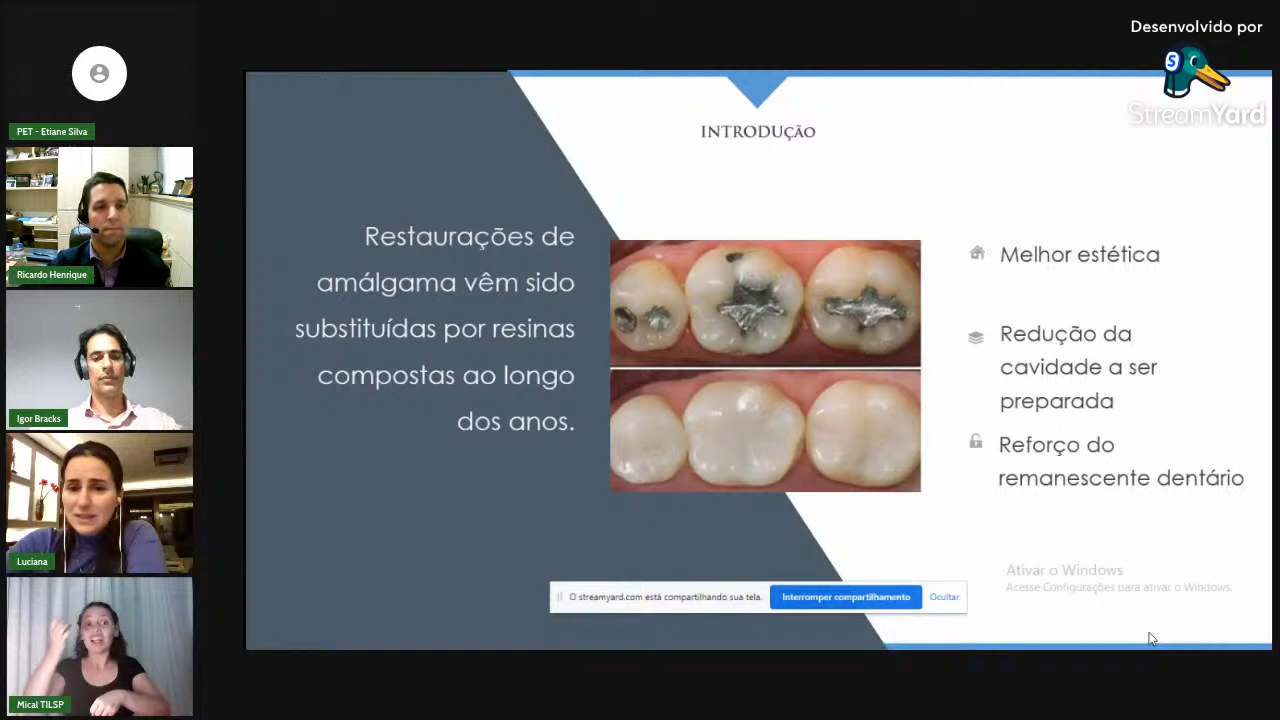 Desenvolvido por
StreamYard
PET - Etiane Silva
Ricardo Henrique
Igor Bracks
Luciana
Mical TILSP
INTRODUÇÃO
Restaurações de
amálgama vêm sido
substituídas por resinas
compostas ao longo
dos anos.
Melhor estética
Redução da
cavidade a ser
preparada
Reforço do
remanescente dentário
Ativar o Windows
Acesse Configurações para ativar o Windows.
O streamyard.com está compartilhando sua tela. Interromper compartilhamento Ocultar